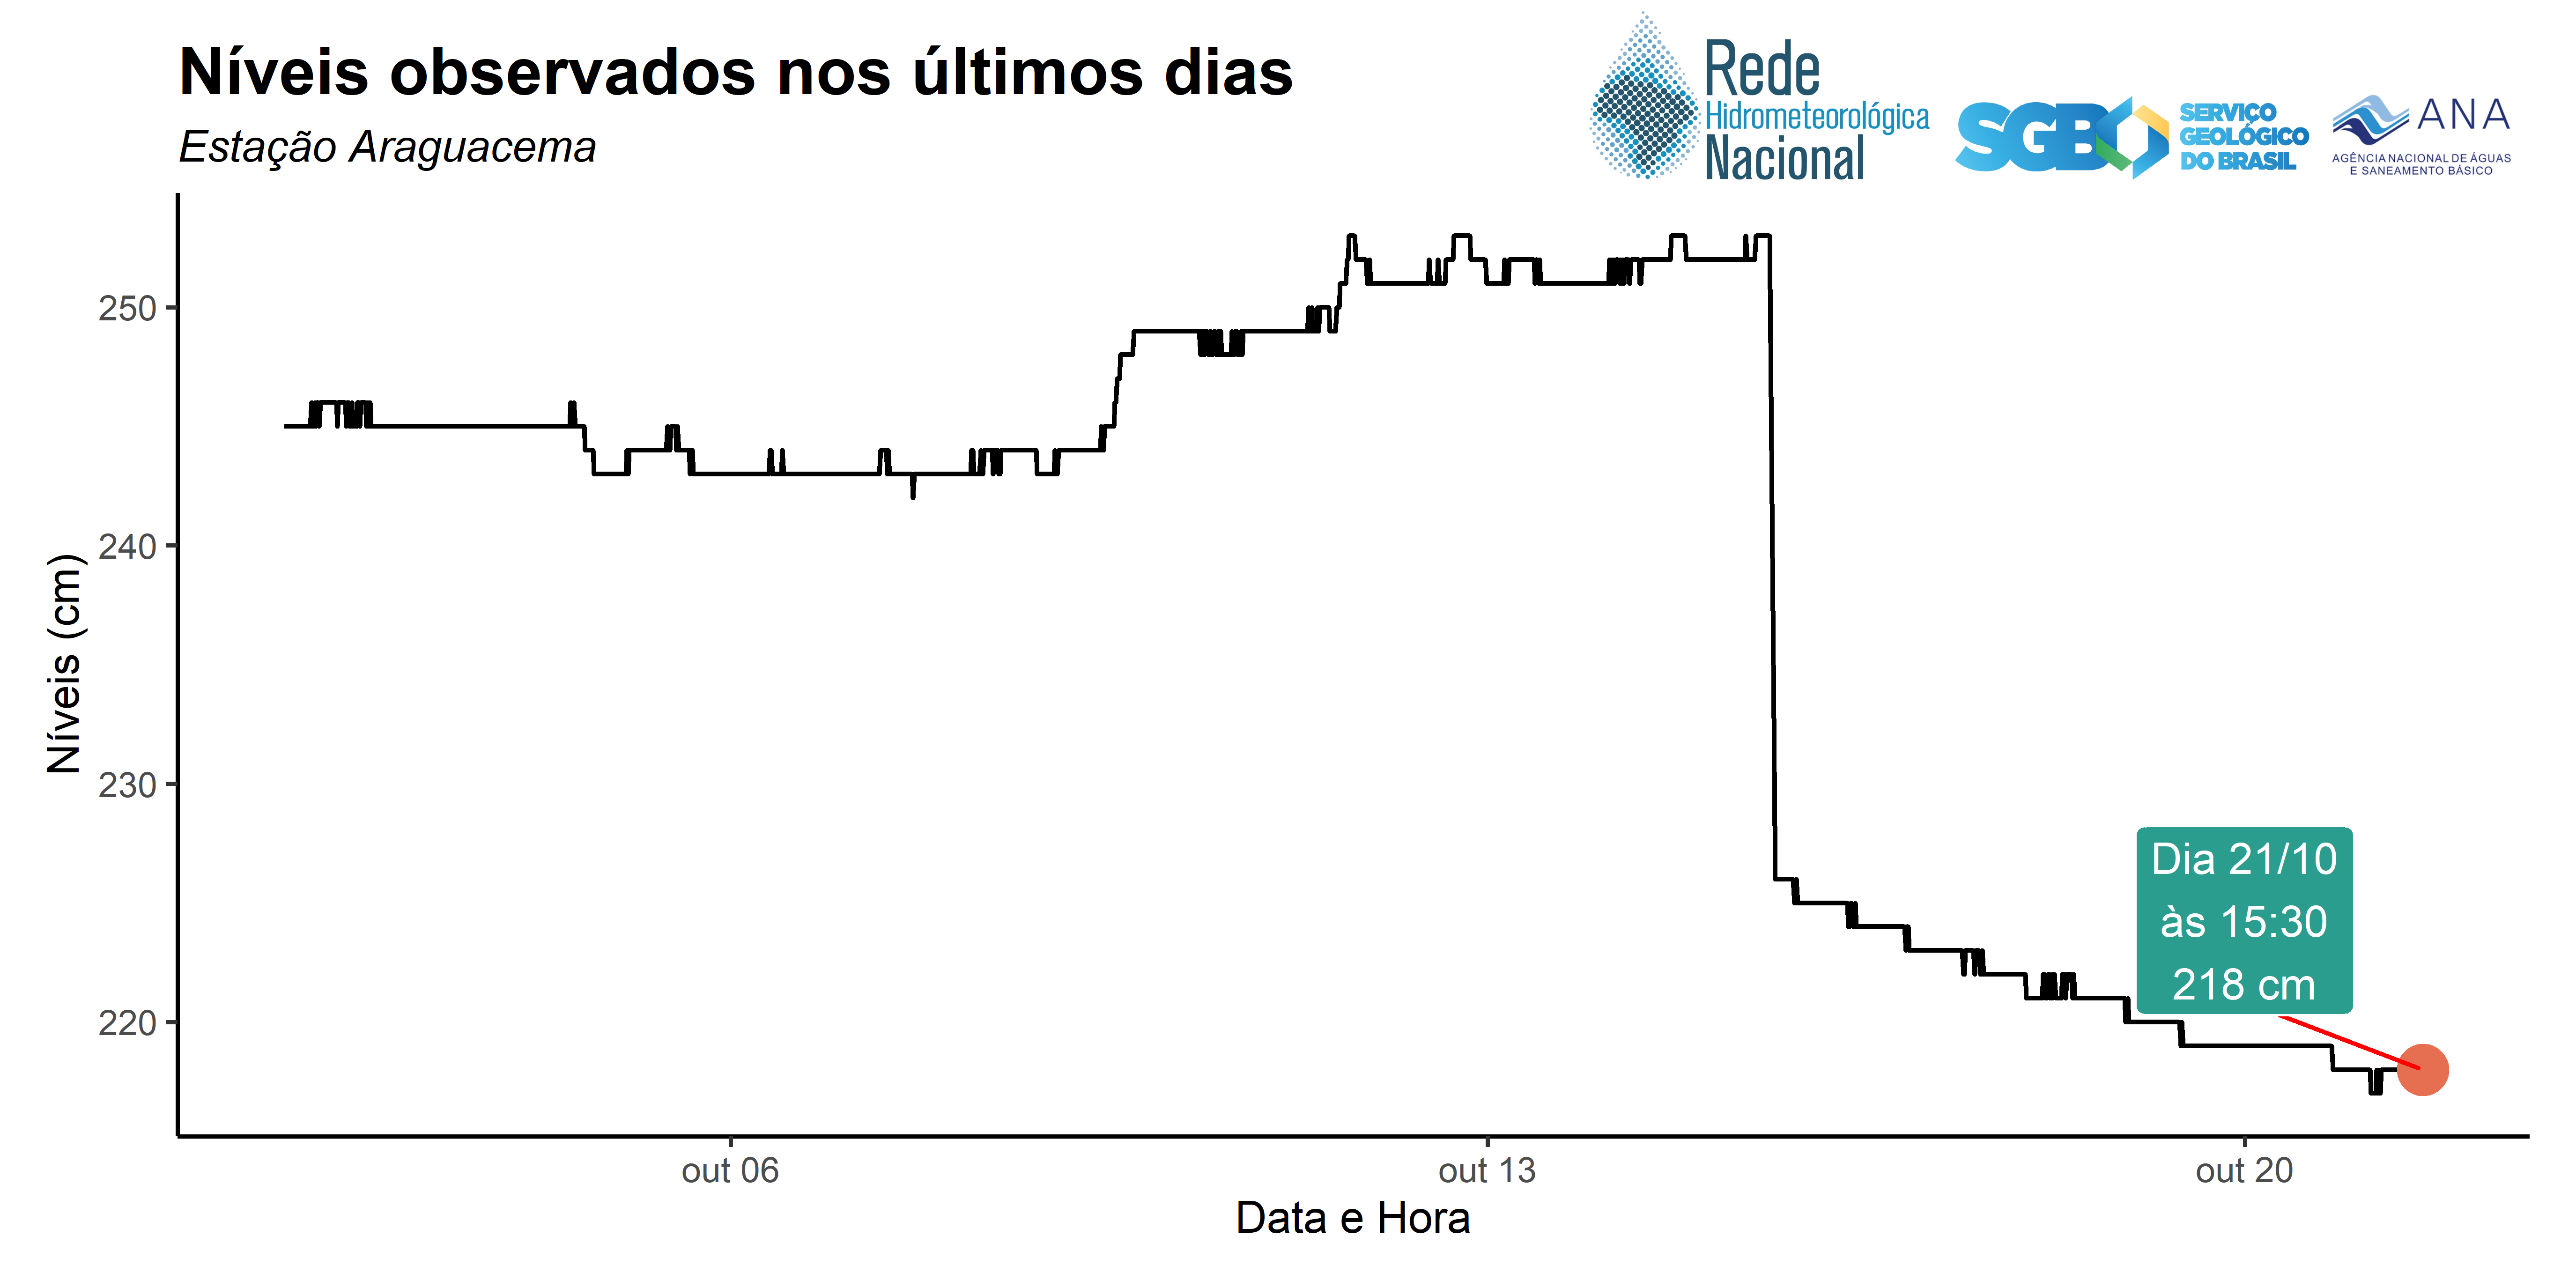 Níveis observados nos últimos dias
Estação Araguacema
Rede
Hidrometeorológica
Nacional
SGB
SERVIÇO
GEOLÓGICO
DO BRASIL
ANA
AGÊNCIA NACIONAL DE ÁGUAS
E SANEAMENTO BÁSICO
Níveis (cm)
250
240
230
220
Dia 21/10
às 15:30
218 cm
out 06
out 13
out 20
Data e Hora